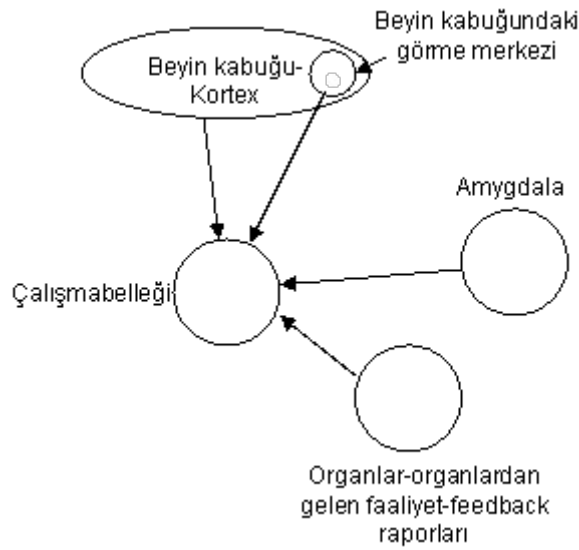 Beyin kabuğundaki
görme merkezi
Beyin kabuğu-
Kortex
Amygdala
Çalışmabelleği
Organlar-organlardan
gelen faaliyet-feedback
raporları